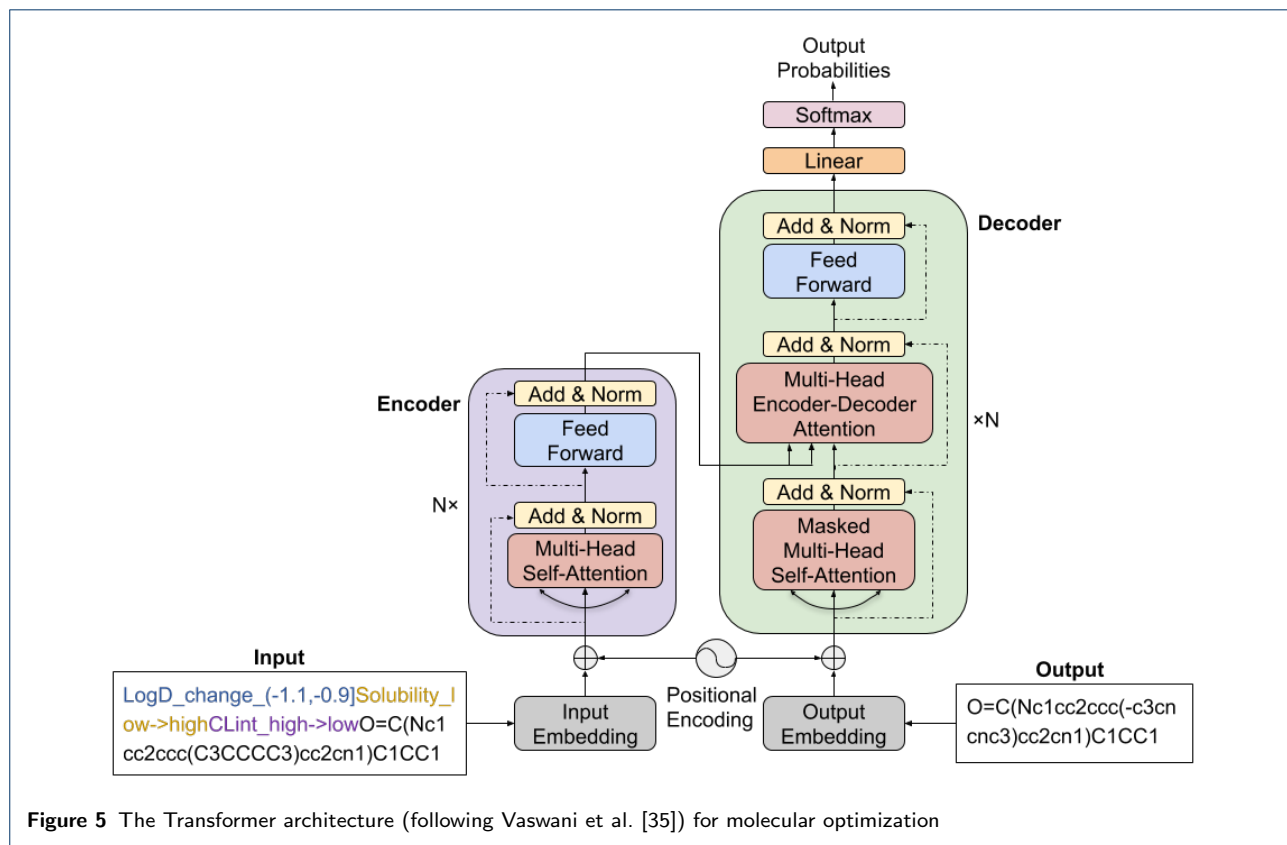 Output
Probabilities
Softmax
Linear
Decoder
Add & Norm
Feed
Forward
Add & Norm
Multi-Head
Encoder-Decoder
Attention
×N
Add & Norm
Masked
Multi-Head
Self-Attention
Encoder
Add & Norm
Feed
Forward
N×
Add & Norm
Multi-Head
Self-Attention
Input
LogD_change_(-1.1,-0.9]Solubility_l
ow->highCLint_high->lowO=C(Nc1
cc2ccc(C3CCCC3)cc2cn1)C1CC1
Input
Embedding
Positional
Encoding
Output
Embedding
Output
O=C(Nc1cc2ccc(-c3cn
cnc3)cc2cn1)C1CC1
Figure 5 The Transformer architecture (following Vaswani et al. [35]) for molecular optimization